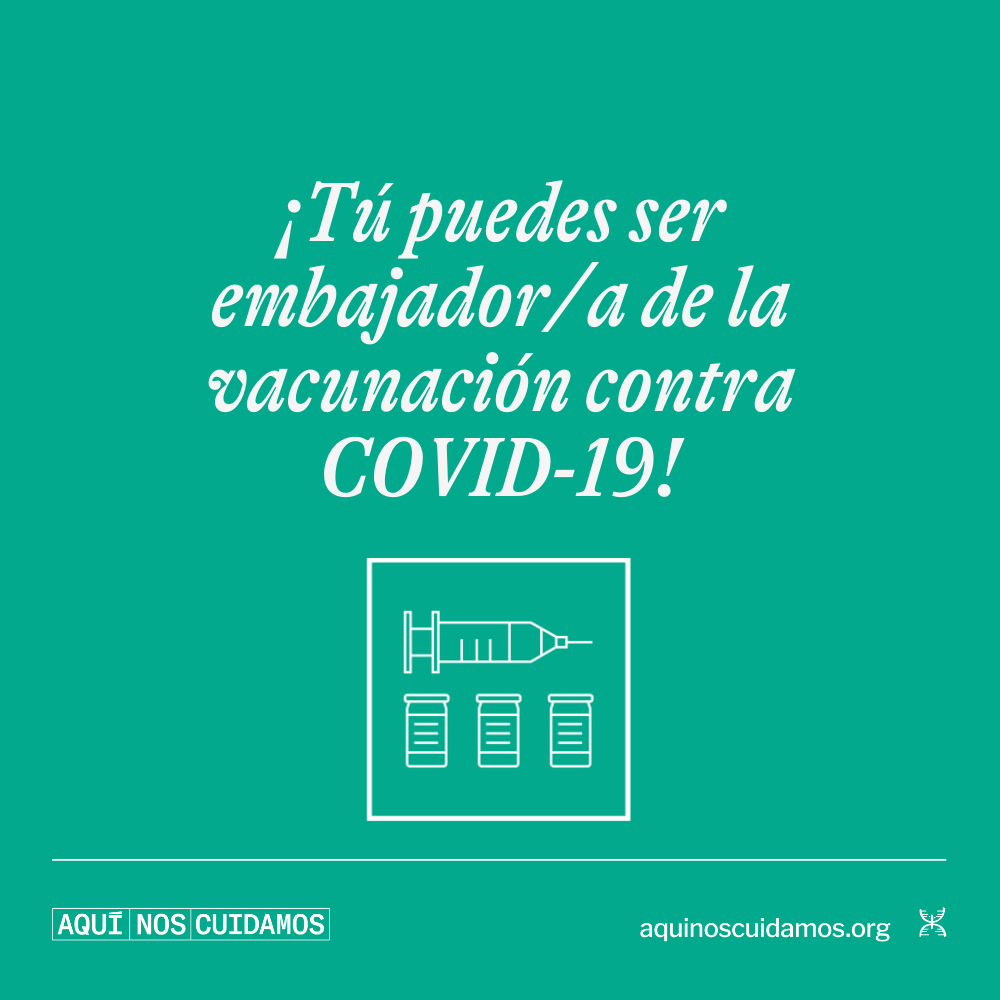 ¡Tú puedes ser
embajador/a de la
vacunación contra
COVID-19!
AQUÍ NOS CUIDAMOS
aquinoscuidamos.org